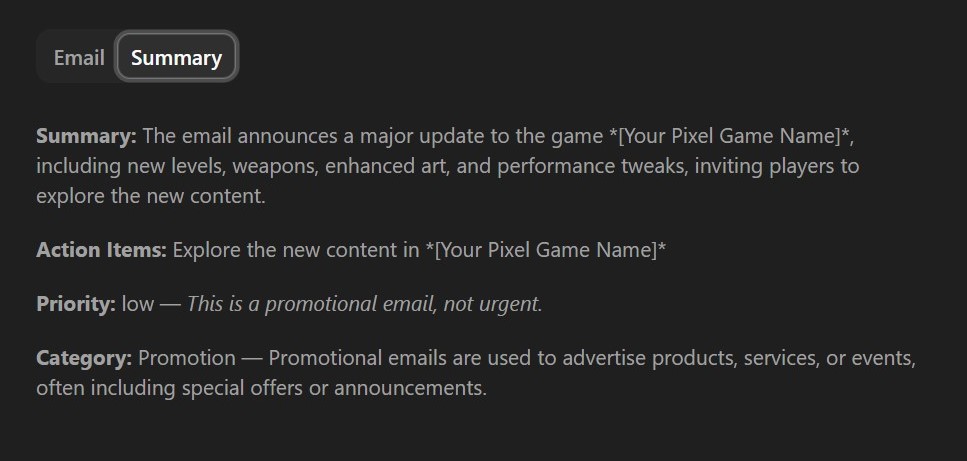 Email Summary
Summary: The email announces a major update to the game *[Your Pixel Game Name]*,
including new levels, weapons, enhanced art, and performance tweaks, inviting players to
explore the new content.
Action Items: Explore the new content in *[Your Pixel Game Name]*
Priority: low — This is a promotional email, not urgent.
Category: Promotion — Promotional emails are used to advertise products, services, or events,
often including special offers or announcements.